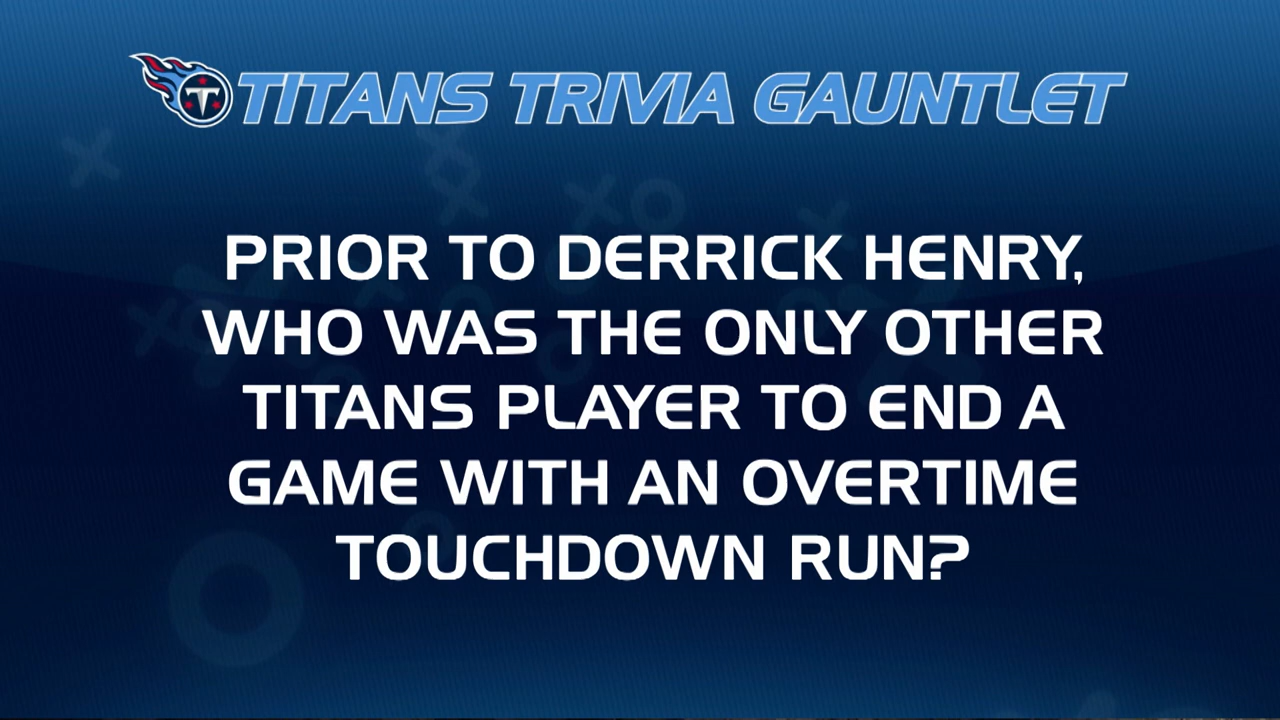 TITANS TRIVIA GAUNTLET
PRIOR TO DERRICK HENRY,
WHO WAS THE ONLY OTHER
TITANS PLAYER TO END A
GAME WITH AN OVERTIME
TOUCHDOWN RUN?